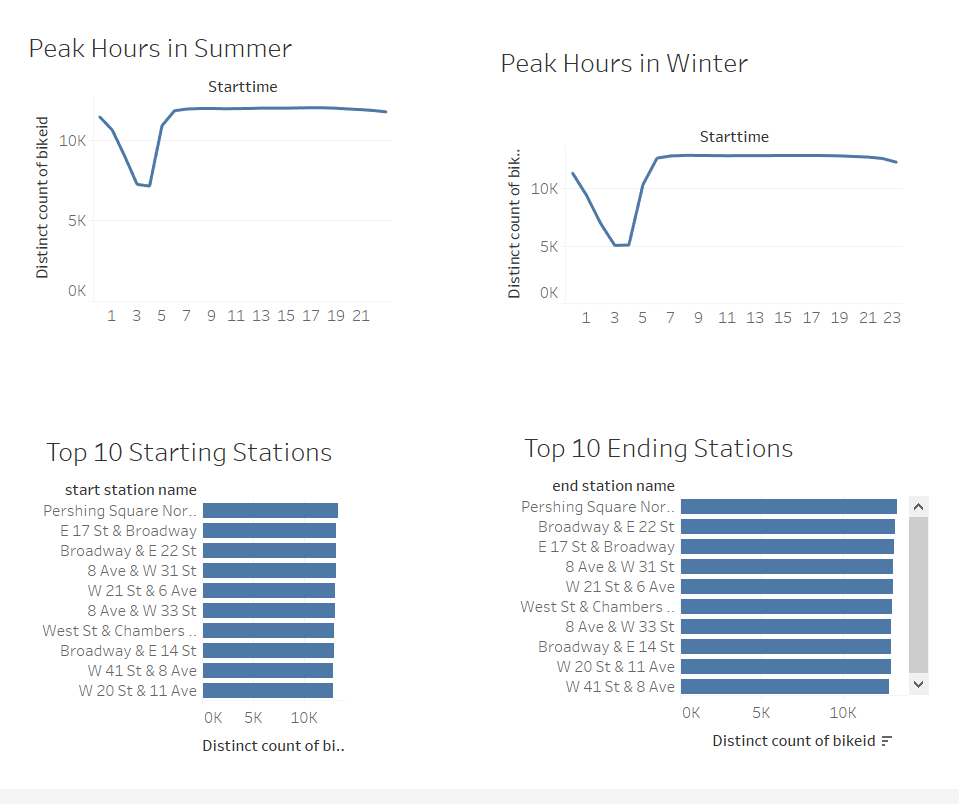 Peak Hours in Summer
Starttime
Distinct count of bikeid
10K
5K
0K
1 3 5 7 9 11 13 15 17 19 21
Peak Hours in Winter
Starttime
Distinct count of bik..
10K
5K
0K
1 3 5 7 9 11 13 15 17 19 21 23
Top 10 Starting Stations
start station name
Pershing Square Nor..
E 17 St & Broadway
Broadway & E 22 St
8 Ave & W 31 St
W 21 St & 6 Ave
8 Ave & W 33 St
West St & Chambers ..
Broadway & E 14 St
W 41 St & 8 Ave
W 20 St & 11 Ave
0K 5K 10K
Distinct count of bi..
Top 10 Ending Stations
end station name
Pershing Square Nor..
Broadway & E 22 St
E 17 St & Broadway
8 Ave & W 31 St
W 21 St & 6 Ave
West St & Chambers ..
8 Ave & W 33 St
Broadway & E 14 St
W 20 St & 11 Ave
W 41 St & 8 Ave
0K 5K 10K
Distinct count of bikeid